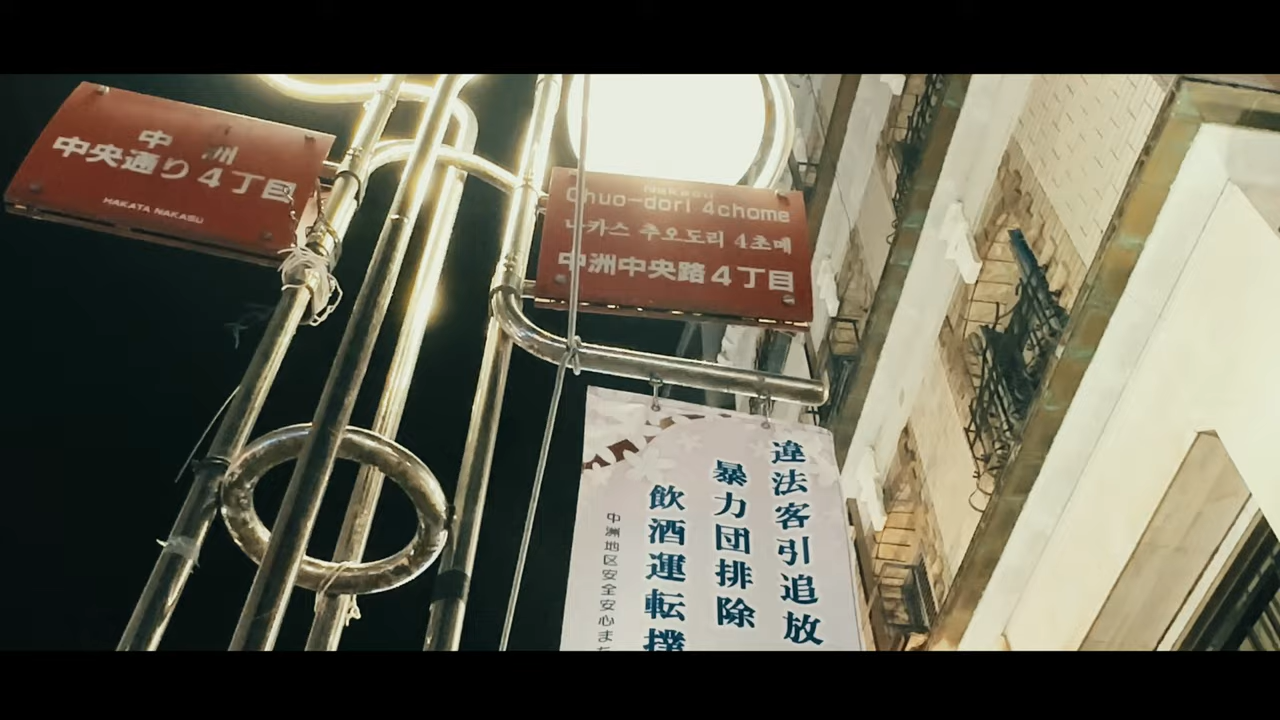 中 洲
中央通り4丁目
HAKATA NAKASU
Nakasu
Chuo-dori 4chome
나카스 추오도리 4초메
中洲中央路4丁目
違法客引追放
暴力団排除
飲酒運転撲
中洲地区安全安心ま